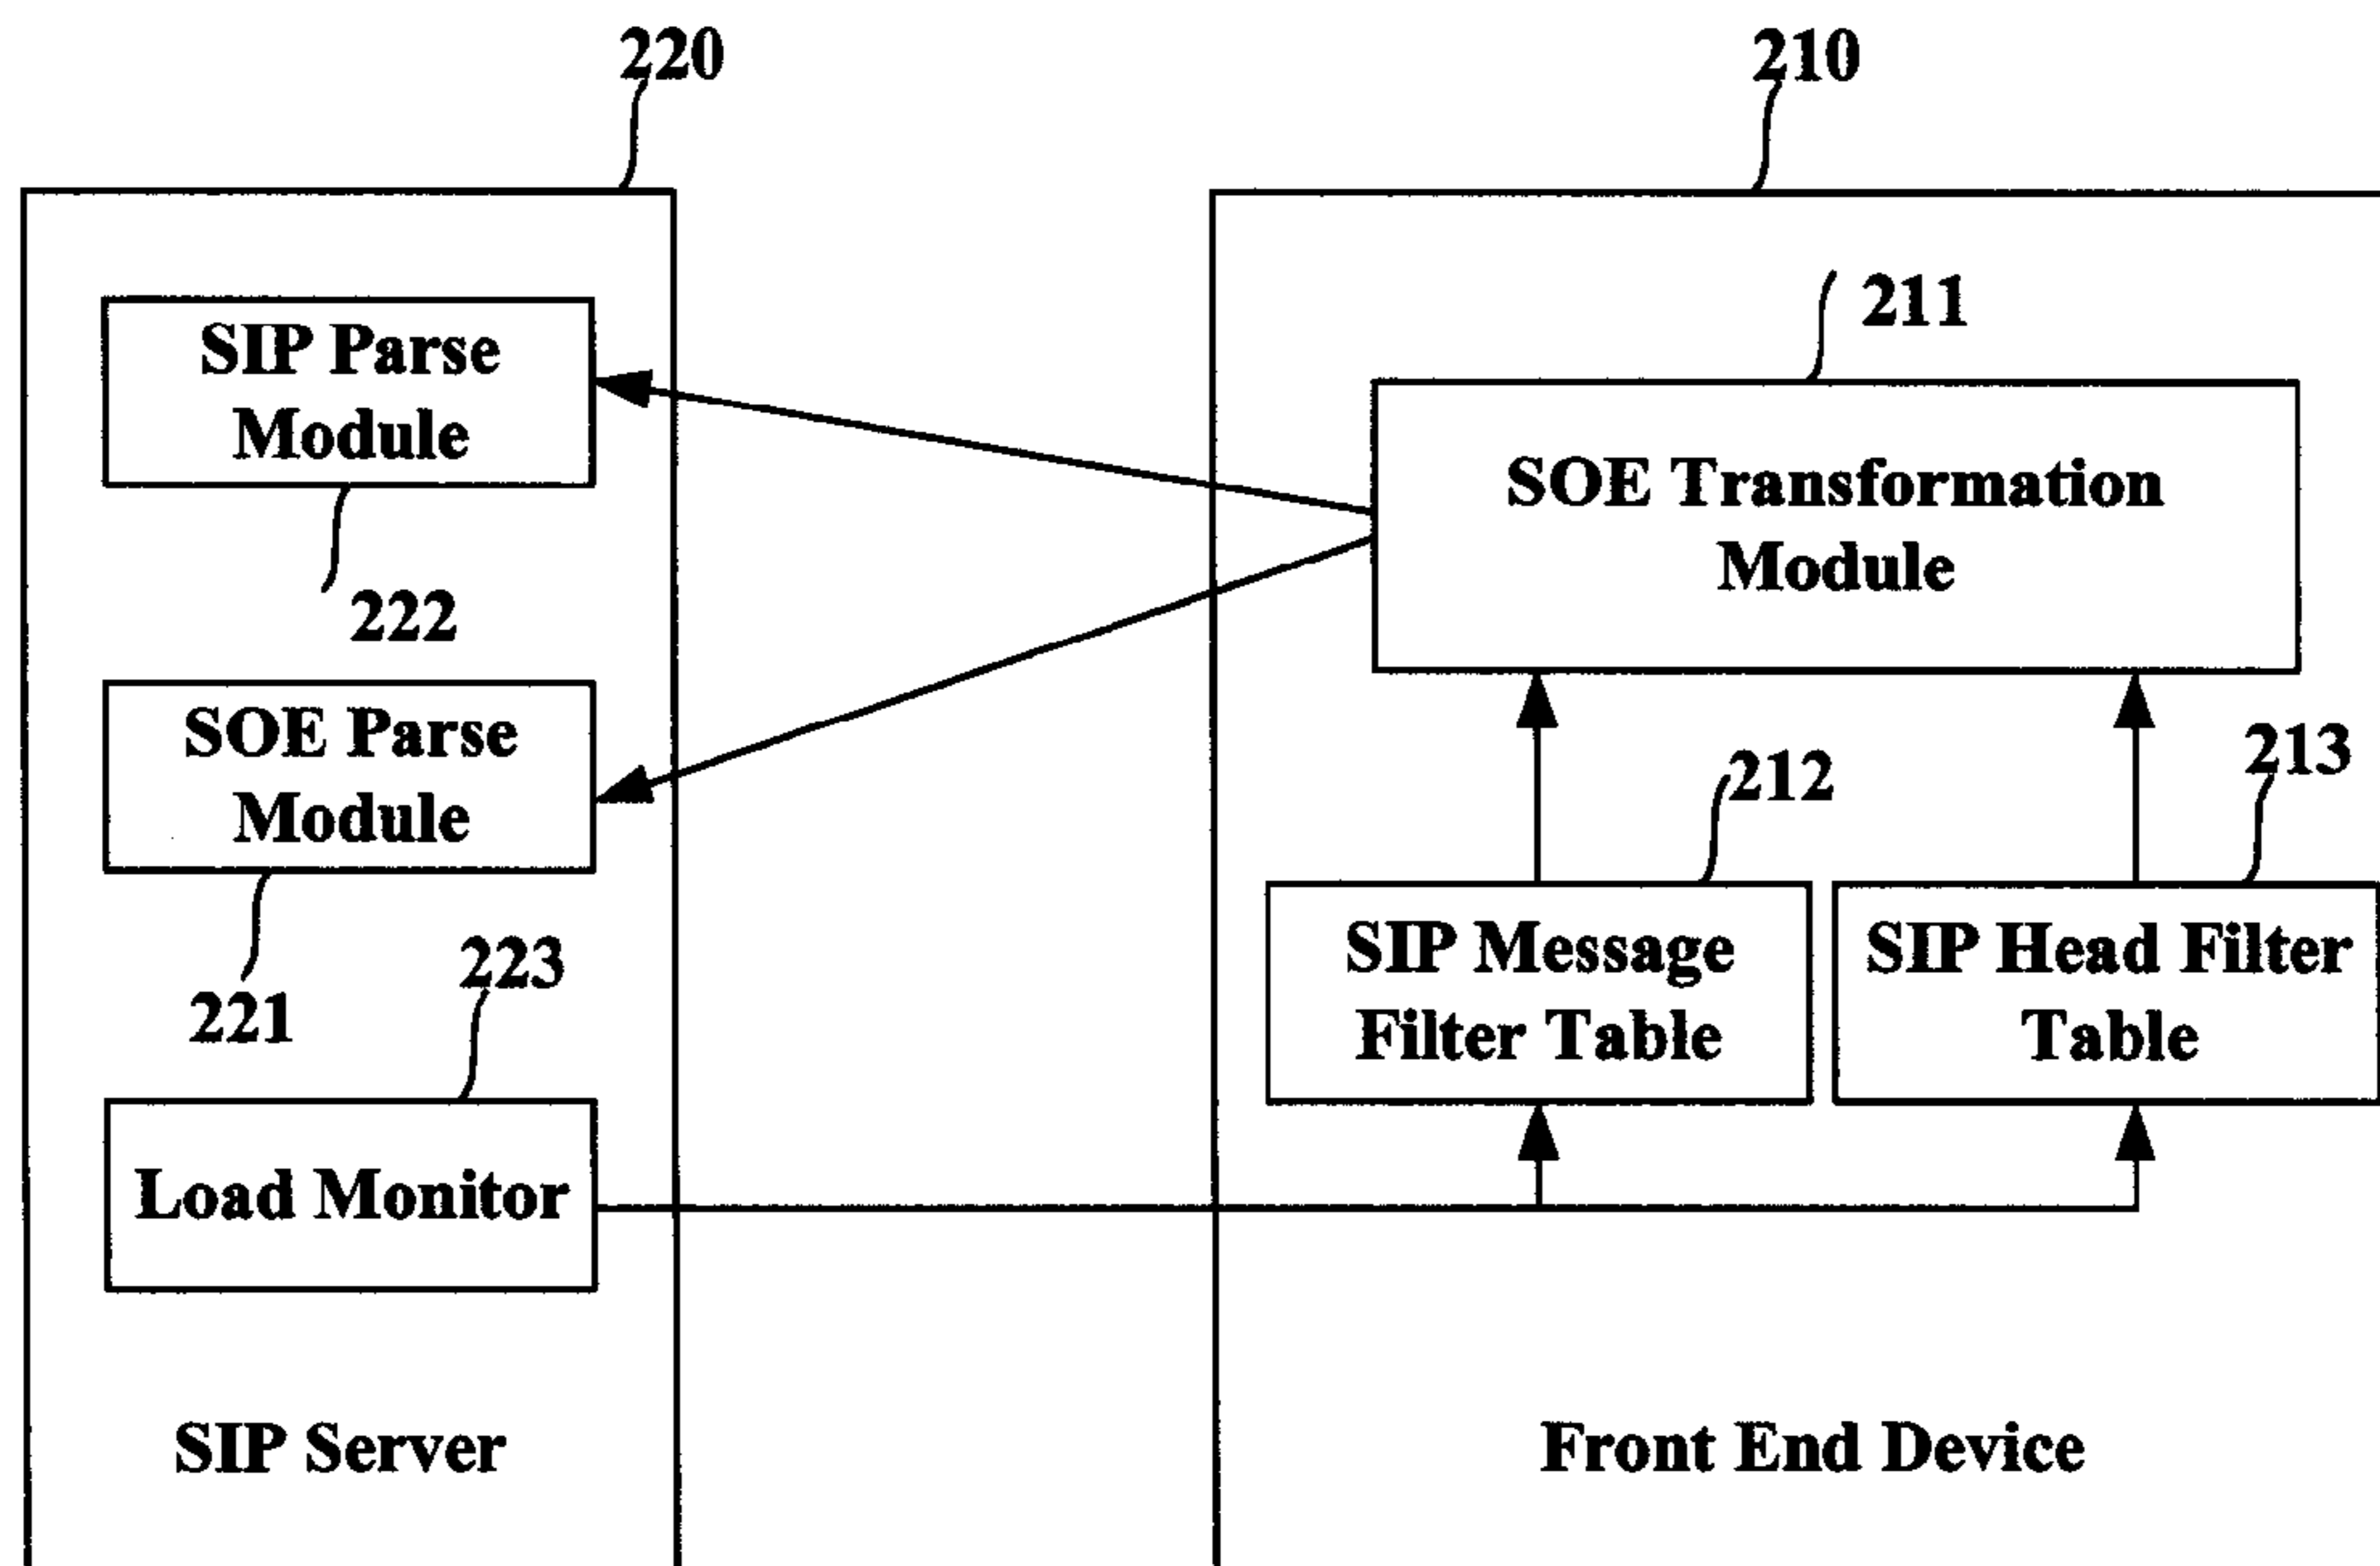 220
210
SIP Parse
Module
222
SOE Parse
Module
221
223
Load Monitor
SIP Server
211
SOE Transformation
Module
212
213
SIP Message
Filter Table
SIP Head Filter
Table
Front End Device